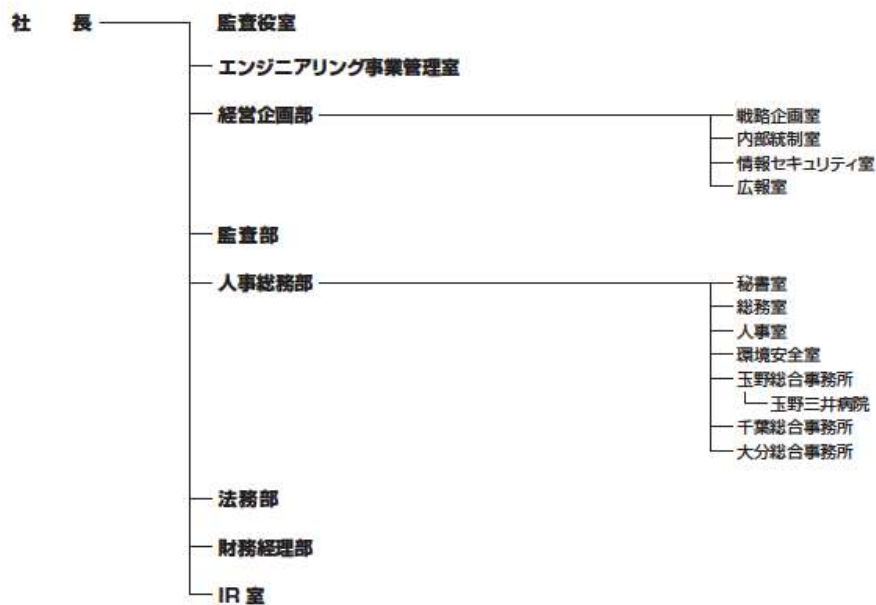 社長 監査役室
エンジニアリング事業管理室
経営企画部 戦略企画室
内部統制室
情報セキュリティ室
広報室
監査部
人事総務部 秘書室
総務室
人事室
環境安全室
玉野総合事務所
玉野三井病院
千葉総合事務所
大分総合事務所
法務部
財務経理部
IR 室